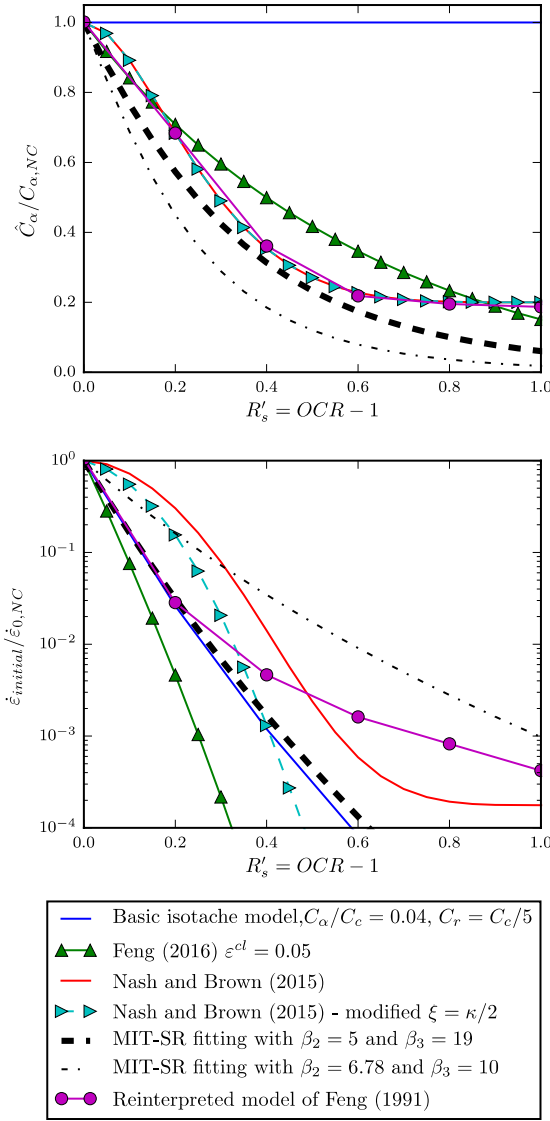 1.0
0.8
0.6
0.4
0.2
0.0
Ĉ_α/C_{α,NC}
0.0 0.2 0.4 0.6 0.8 1.0
R′_s = OCR − 1
10^0
10^{−1}
10^{−2}
10^{−3}
10^{−4}
ε̇_{initial}/ε̇_{0,NC}
0.0 0.2 0.4 0.6 0.8 1.0
R′_s = OCR − 1
Basic isotache model,C_α/C_c = 0.04, C_r = C_c/5
Feng (2016) ε^{cl} = 0.05
Nash and Brown (2015)
Nash and Brown (2015) - modified ξ = κ/2
MIT-SR fitting with β_2 = 5 and β_3 = 19
MIT-SR fitting with β_2 = 6.78 and β_3 = 10
Reinterpreted model of Feng (1991)